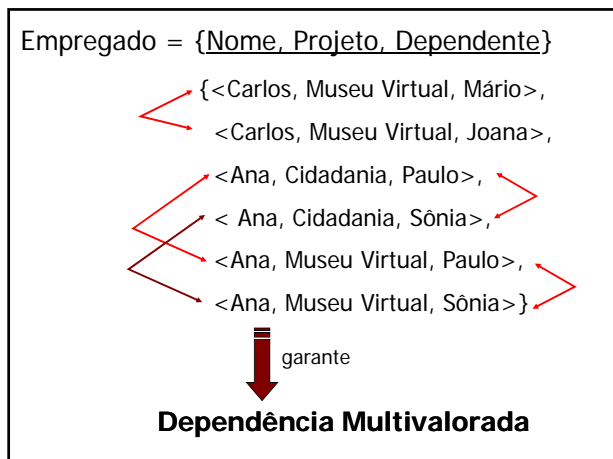 Empregado = {Nome, Projeto, Dependente}
{<Carlos, Museu Virtual, Mário>,
<Carlos, Museu Virtual, Joana>,
<Ana, Cidadania, Paulo>,
< Ana, Cidadania, Sônia>,
<Ana, Museu Virtual, Paulo>,
<Ana, Museu Virtual, Sônia>}
garante
Dependência Multivalorada